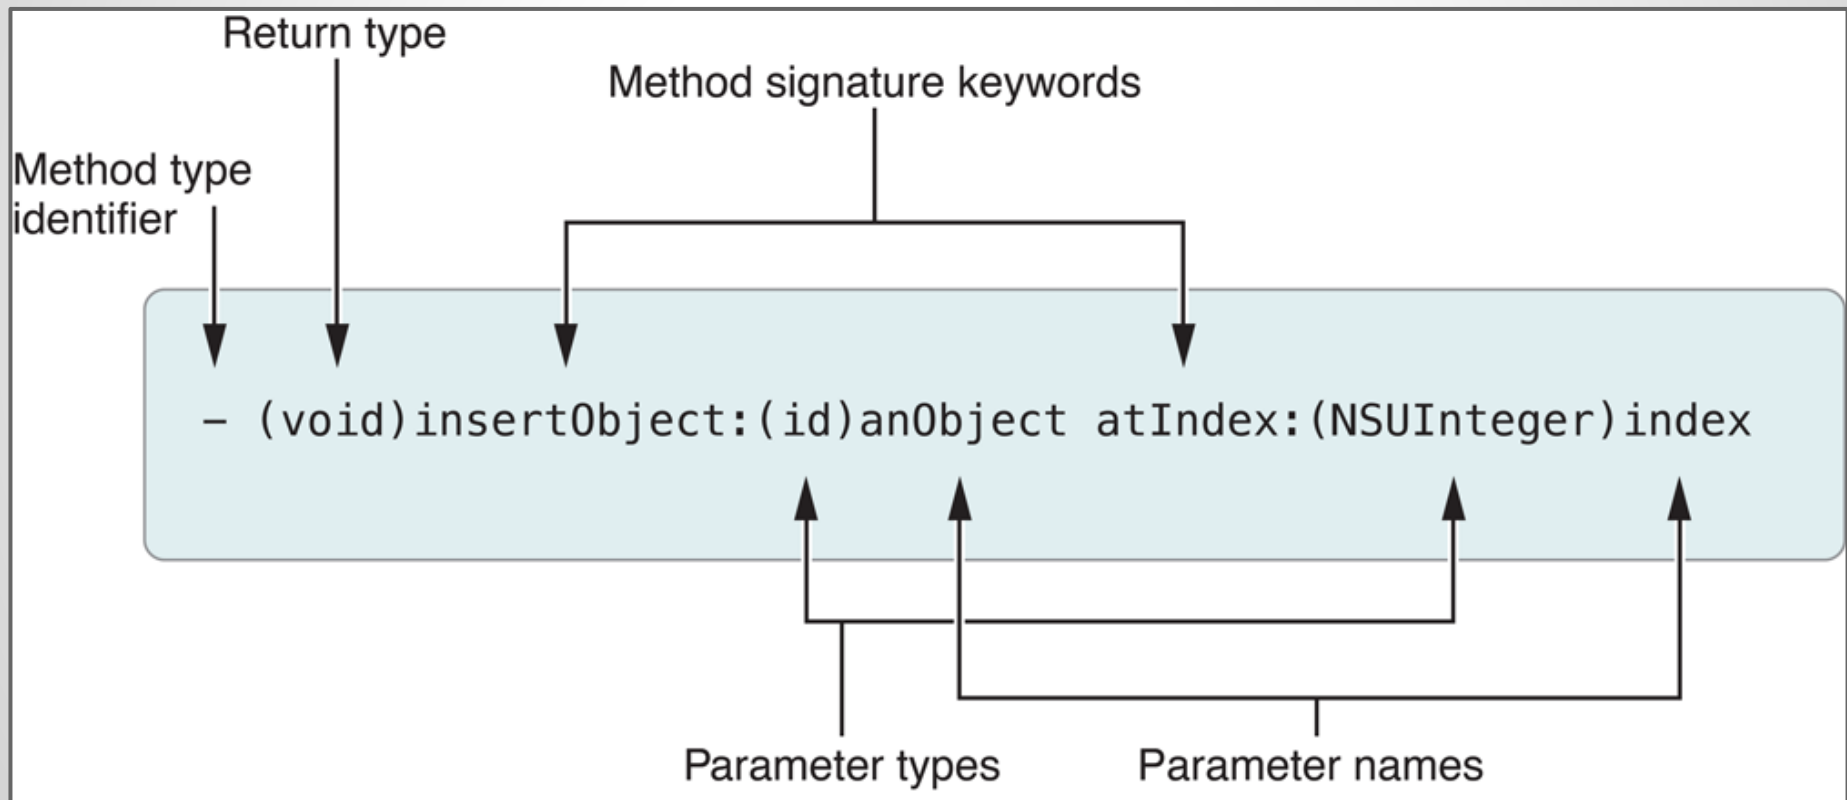 Return type
Method signature keywords
Method type
identifier
– (void)insertObject:(id)anObject atIndex:(NSUInteger)index
Parameter types
Parameter names